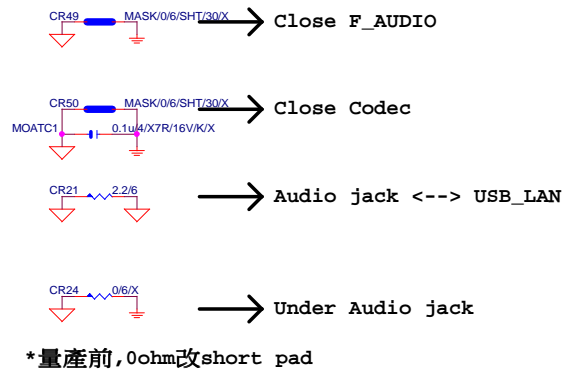 CR49 MASK/0/6/SHT/30/X Close F_AUDIO
CR50 MASK/0/6/SHT/30/X Close Codec
MOATC1 0.1u/4/X7R/16V/K/X
CR21 2.2/6 Audio jack <--> USB_LAN
CR24 0/6/X Under Audio jack
*量產前,0ohm改short pad